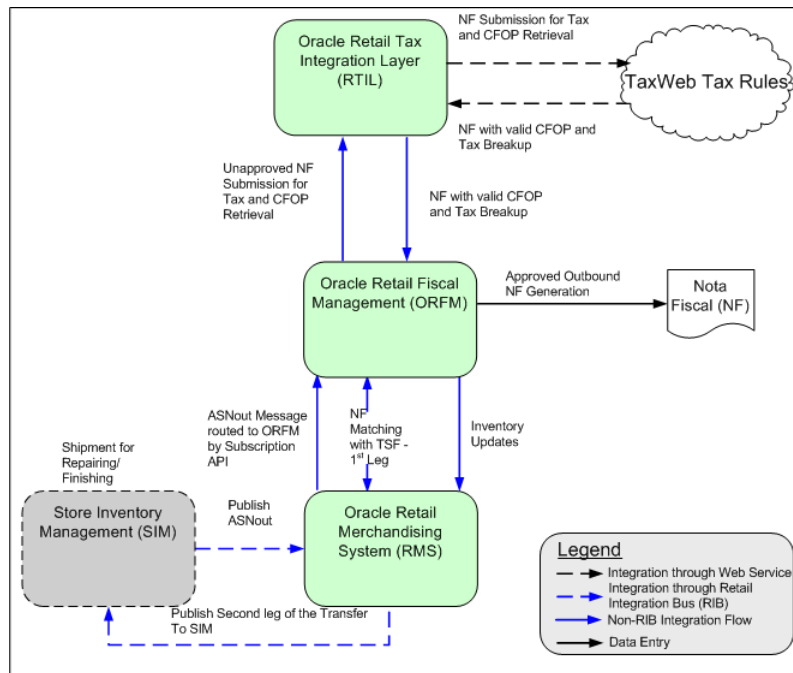 Oracle Retail Tax
Integration Layer
(RTIL)
NF Submission for Tax
and CFOP Retrieval
TaxWeb Tax Rules
NF with valid CFOP and
Tax Breakup
Unapproved NF
Submission for
Tax and CFOP
Retrieval
NF with valid CFOP
and Tax Breakup
Oracle Retail Fiscal
Management (ORFM)
Approved Outbound
NF Generation
Nota
Fiscal (NF)
ASNout Message
routed to ORFM
by Subscription
API
NF
Matching
with TSF -
1st Leg
Inventory
Updates
Shipment for
Repairing/
Finishing
Store Inventory
Management (SIM)
Publish
ASNout
Oracle Retail
Merchandising
System (RMS)
Publish Second leg of the Transfer
To SIM
Legend
Integration through Web Service
Integration through Retail
Integration Bus (RIB)
Non-RIB Integration Flow
Data Entry